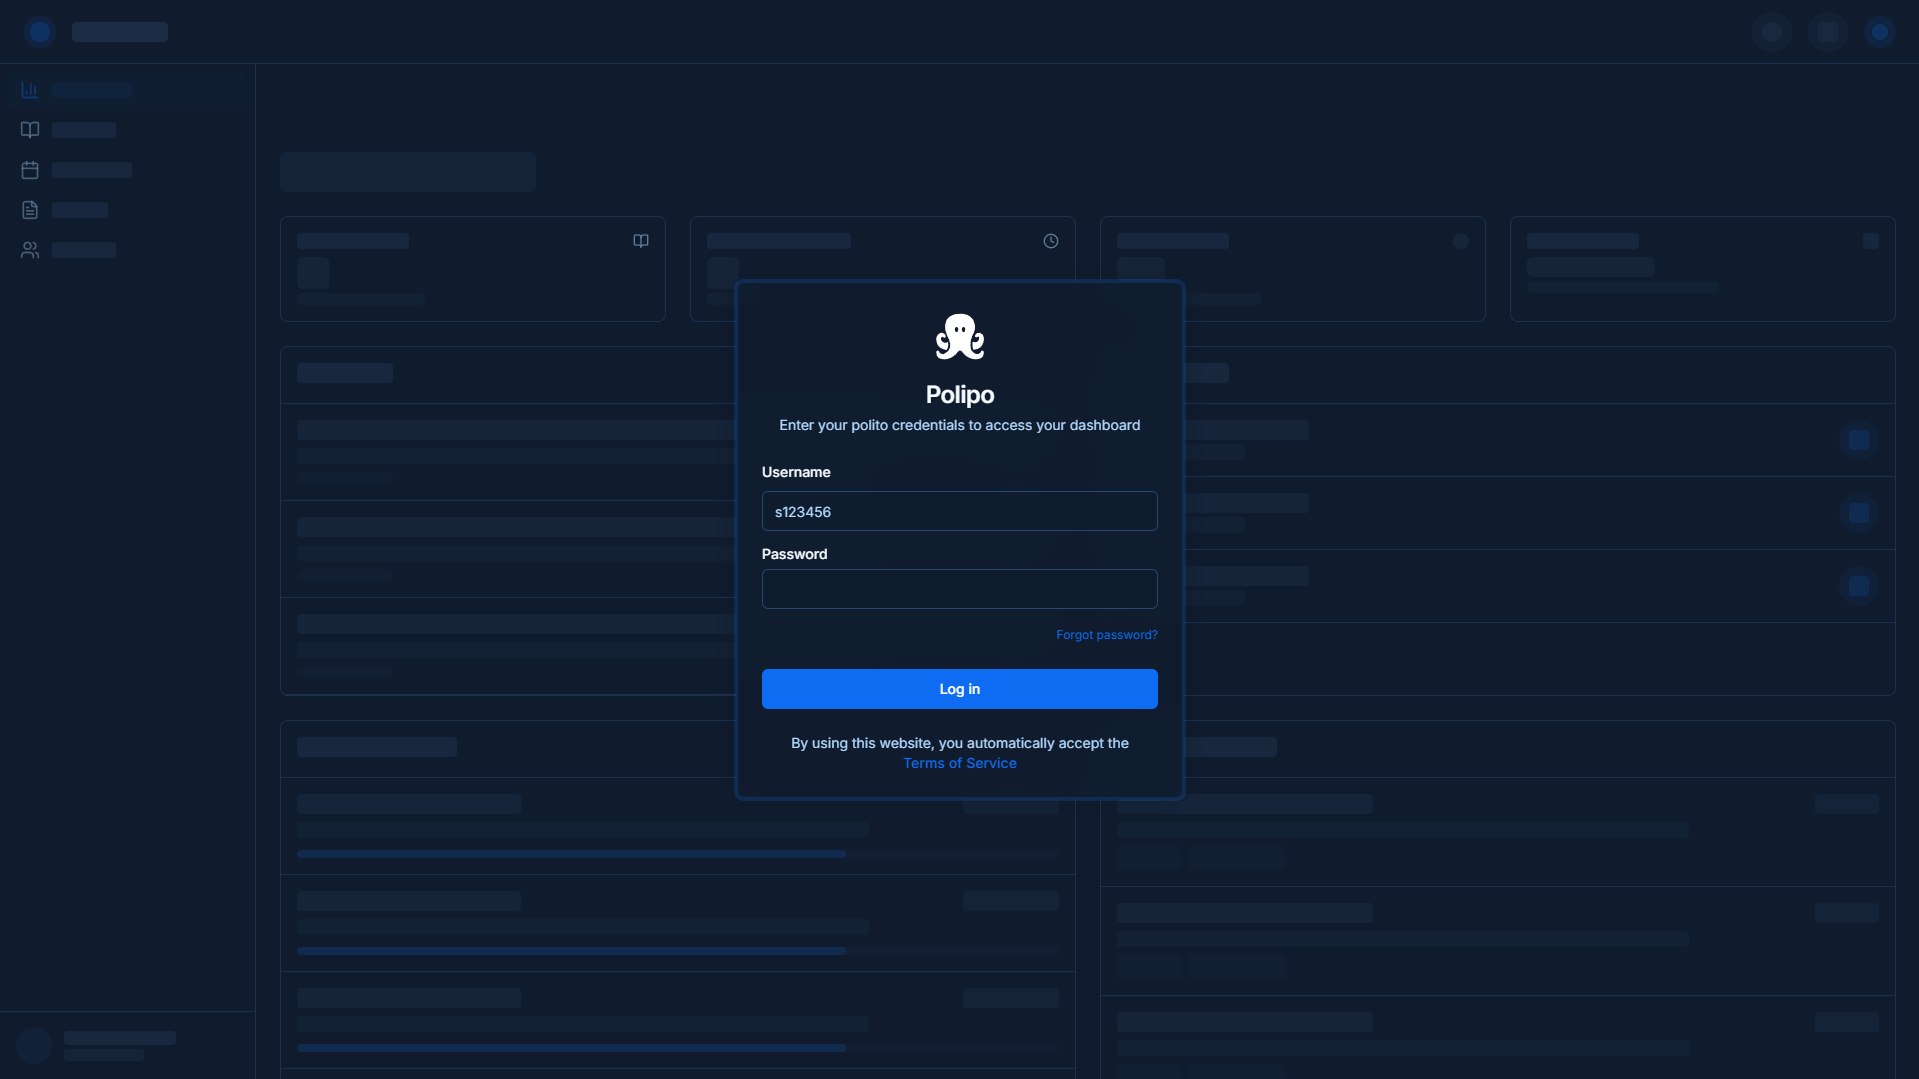 Polipo
Enter your polito credentials to access your dashboard
Username
s123456
Password
Forgot password?
Log in
By using this website, you automatically accept the
Terms of Service